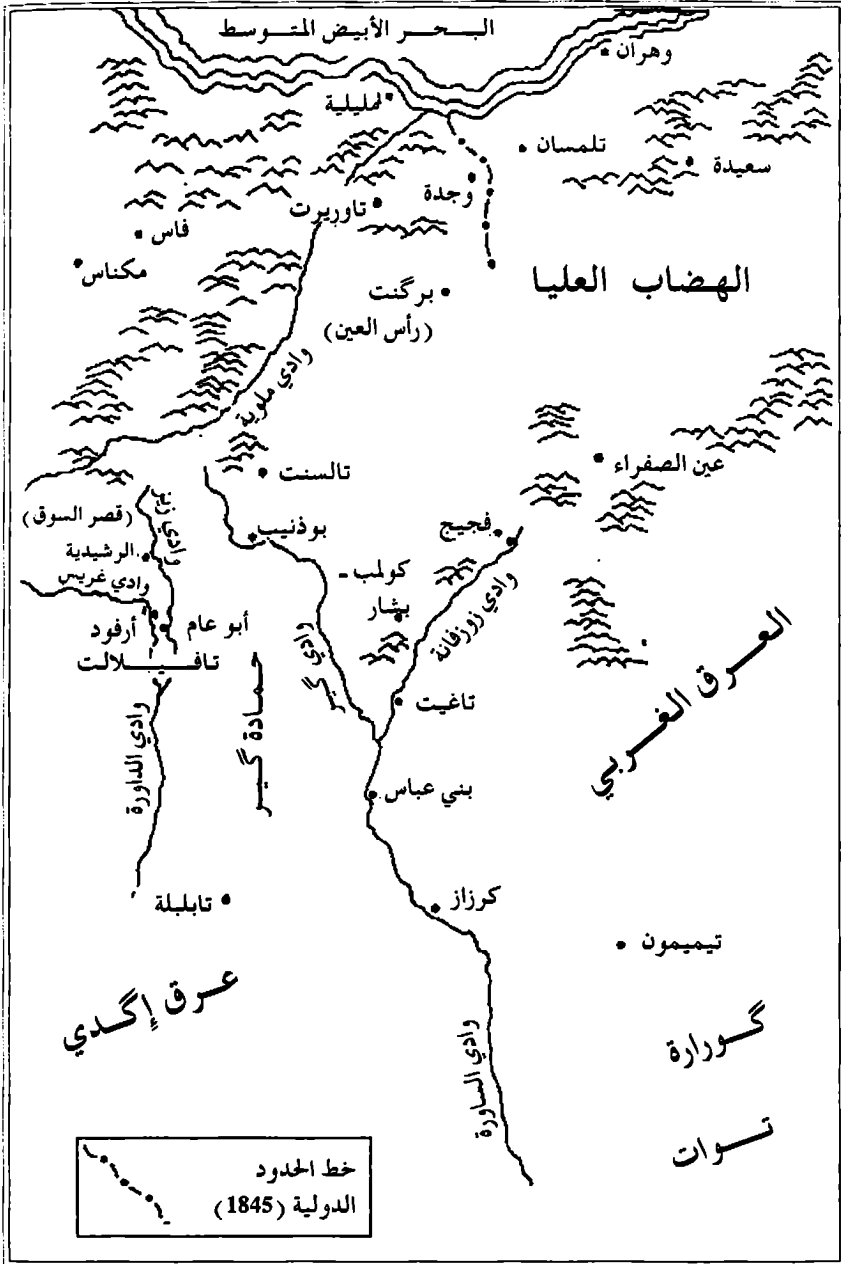 البحر الأبيض المتوسط
وهران
مليلية
تلمسان
سعيدة
وجدة
تاوريرت
فاس
مكناس
الهضاب العليا
برگنت
(رأس العين)
وادي ملوية
عين الصفراء
تالسنت
وادي زيز
(قصر السوق)
الرشيدية
بوذنيب
فجيج
كولمب -
بشار
وادي غريس
وادي زوزفانة
أبو عام
أرفود
تافيلالت
وادي گير
حمادة گير
العرق الغربي
تاغيت
وادي الداورة
بني عباس
تابلبلة
كرزاز
تيميمون
عرق إگدي
گورارة
وادي الساورة
توات
خط الحدود
الدولية (1845)